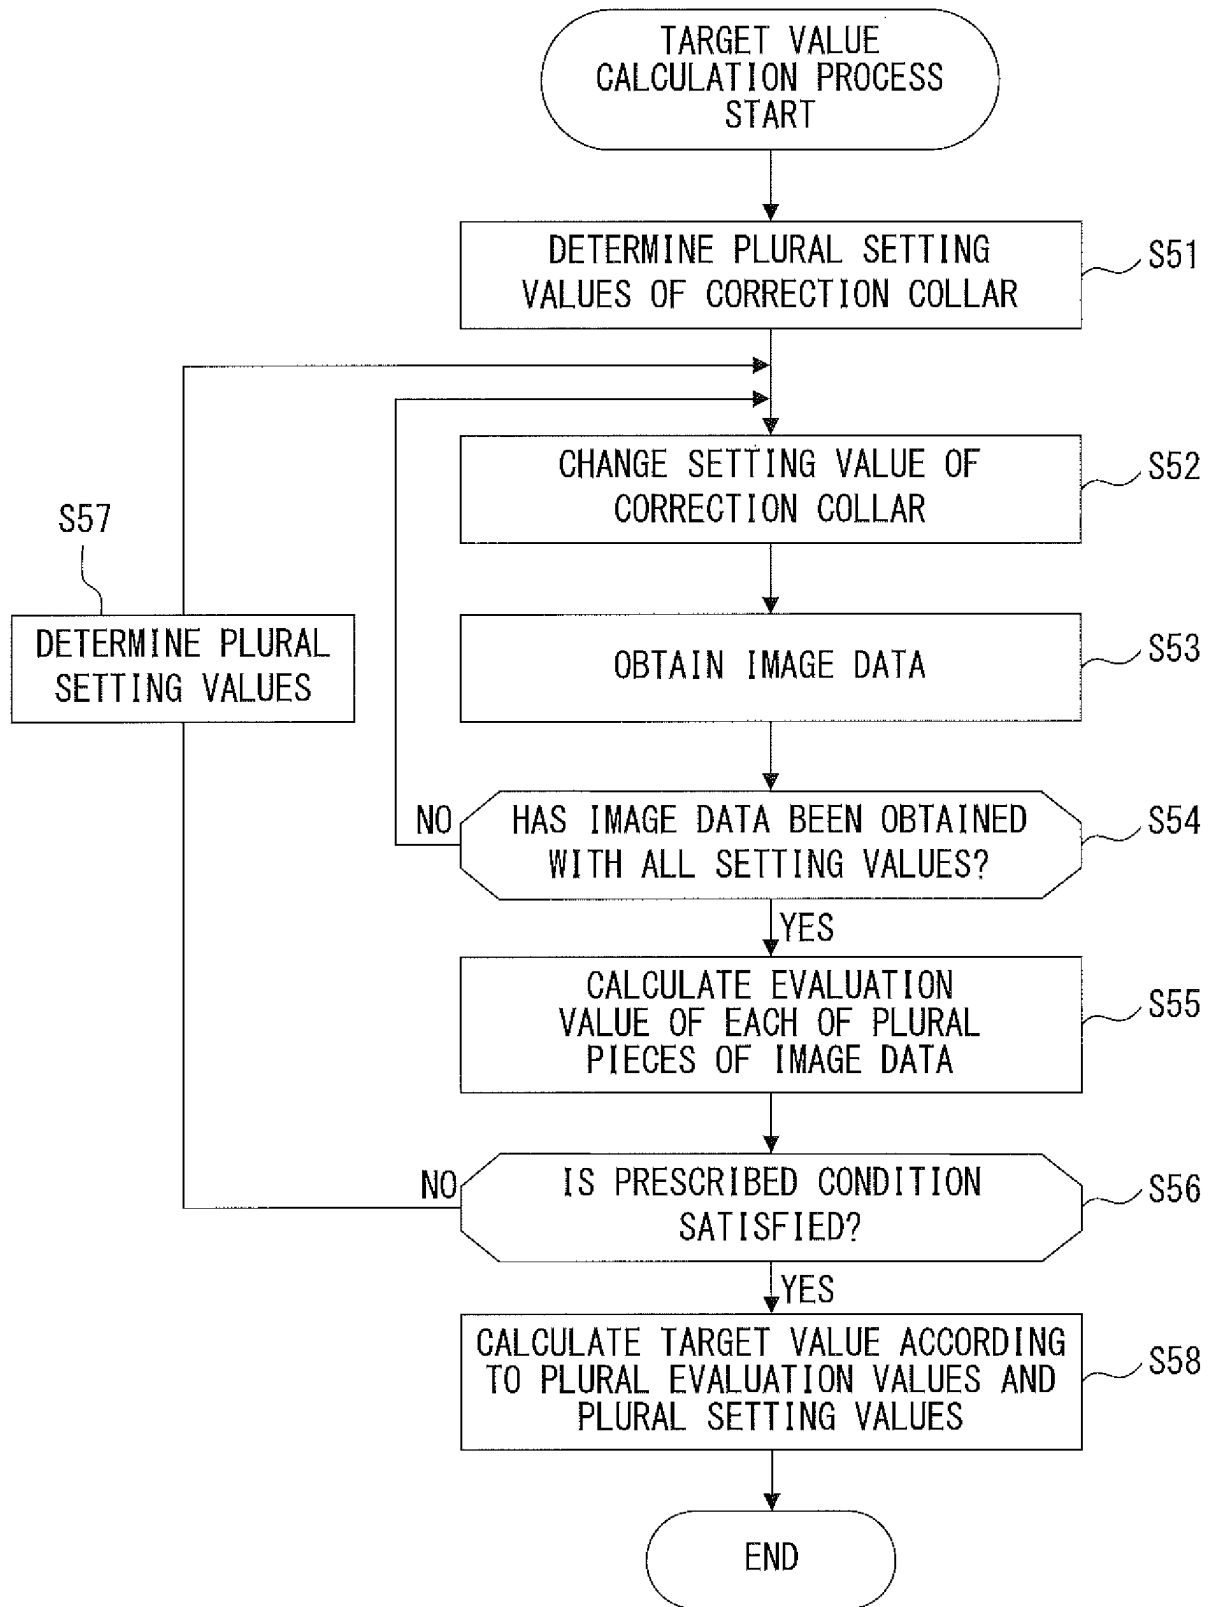 TARGET VALUE
CALCULATION PROCESS
START
DETERMINE PLURAL SETTING
VALUES OF CORRECTION COLLAR
S51
CHANGE SETTING VALUE OF
CORRECTION COLLAR
S52
S57
DETERMINE PLURAL
SETTING VALUES
OBTAIN IMAGE DATA
S53
NO
HAS IMAGE DATA BEEN OBTAINED
WITH ALL SETTING VALUES?
S54
YES
CALCULATE EVALUATION
VALUE OF EACH OF PLURAL
PIECES OF IMAGE DATA
S55
NO
IS PRESCRIBED CONDITION
SATISFIED?
S56
YES
CALCULATE TARGET VALUE ACCORDING
TO PLURAL EVALUATION VALUES AND
PLURAL SETTING VALUES
S58
END